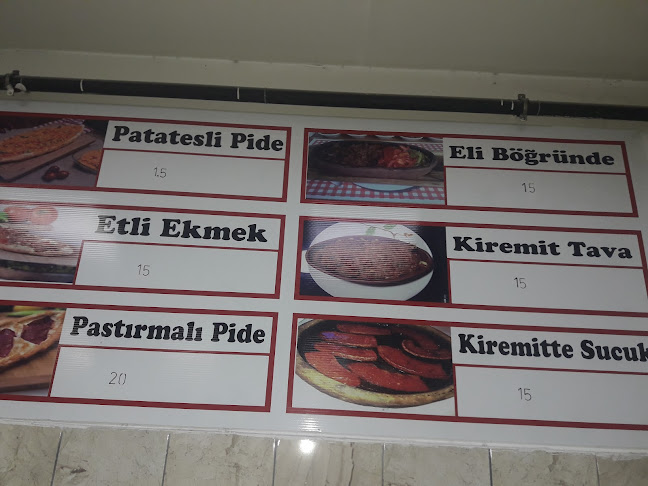 Patatesli Pide
15
Etli Ekmek
15
Pastırmalı Pide
20
Eli Böğründe
15
Kiremit Tava
15
Kiremitte Sucuk
15